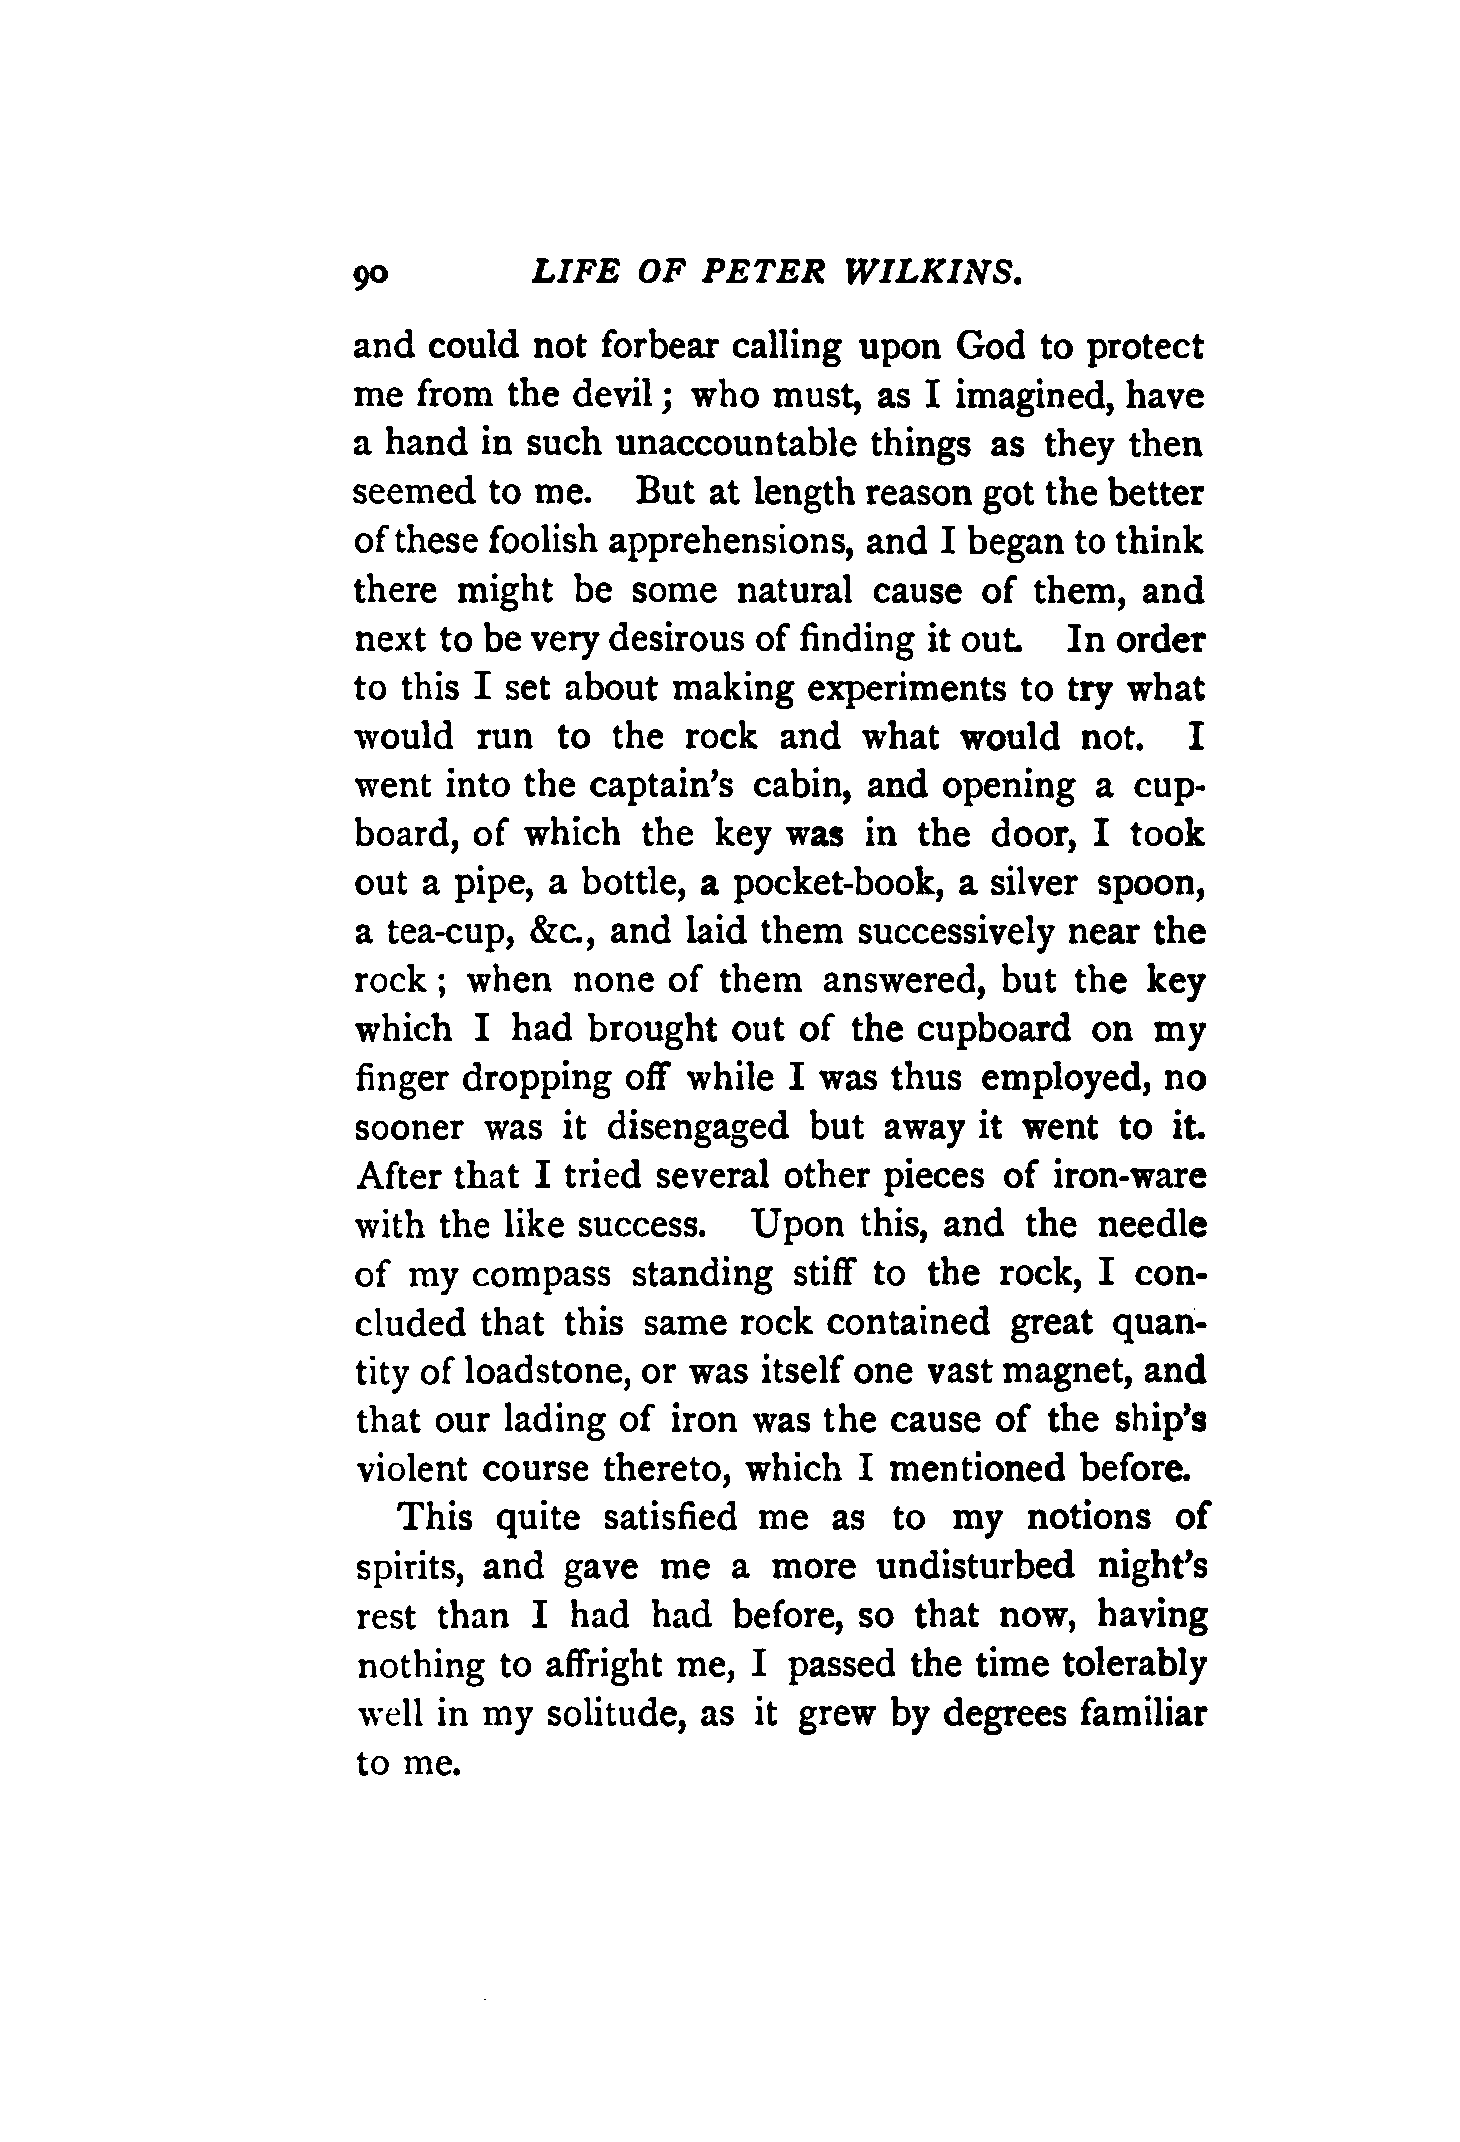 90 LIFE OF PETER WILKINS.
and could not forbear calling upon God to protect
me from the devil; who must, as I imagined, have
a hand in such unaccountable things as they then
seemed to me. But at length reason got the better
of these foolish apprehensions, and I began to think
there might be some natural cause of them, and
next to be very desirous of finding it out. In order
to this I set about making experiments to try what
would run to the rock and what would not. I
went into the captain's cabin, and opening a cup-
board, of which the key was in the door, I took
out a pipe, a bottle, a pocket-book, a silver spoon,
a tea-cup, &c., and laid them successively near the
rock; when none of them answered, but the key
which I had brought out of the cupboard on my
finger dropping off while I was thus employed, no
sooner was it disengaged but away it went to it.
After that I tried several other pieces of iron-ware
with the like success. Upon this, and the needle
of my compass standing stiff to the rock, I con-
cluded that this same rock contained great quan-
tity of loadstone, or was itself one vast magnet, and
that our lading of iron was the cause of the ship's
violent course thereto, which I mentioned before.
This quite satisfied me as to my notions of
spirits, and gave me a more undisturbed night's
rest than I had had before, so that now, having
nothing to affright me, I passed the time tolerably
well in my solitude, as it grew by degrees familiar
to me.